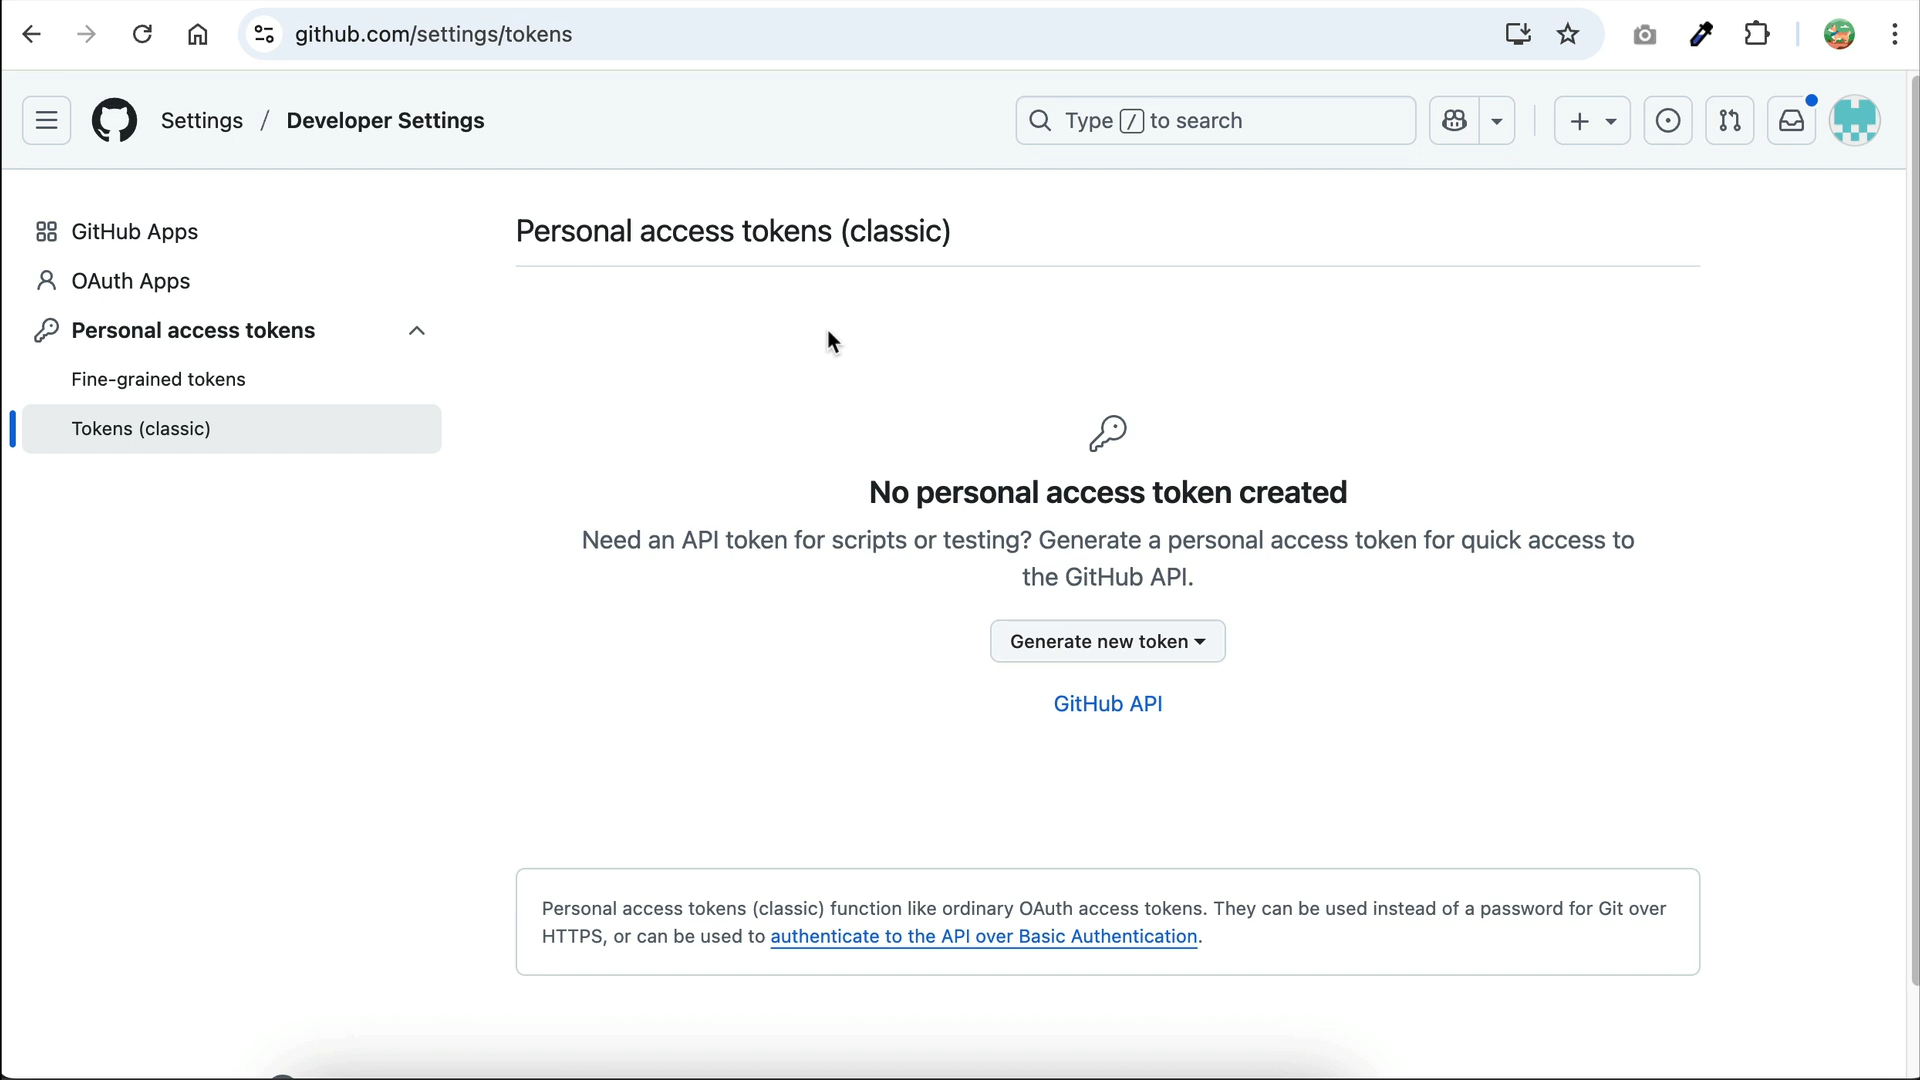 github.com/settings/tokens
Settings / Developer Settings
Type / to search
GitHub Apps
OAuth Apps
Personal access tokens
Fine-grained tokens
Tokens (classic)
Personal access tokens (classic)
No personal access token created
Need an API token for scripts or testing? Generate a personal access token for quick access to
the GitHub API.
Generate new token
GitHub API
Personal access tokens (classic) function like ordinary OAuth access tokens. They can be used instead of a password for Git over
HTTPS, or can be used to authenticate to the API over Basic Authentication.